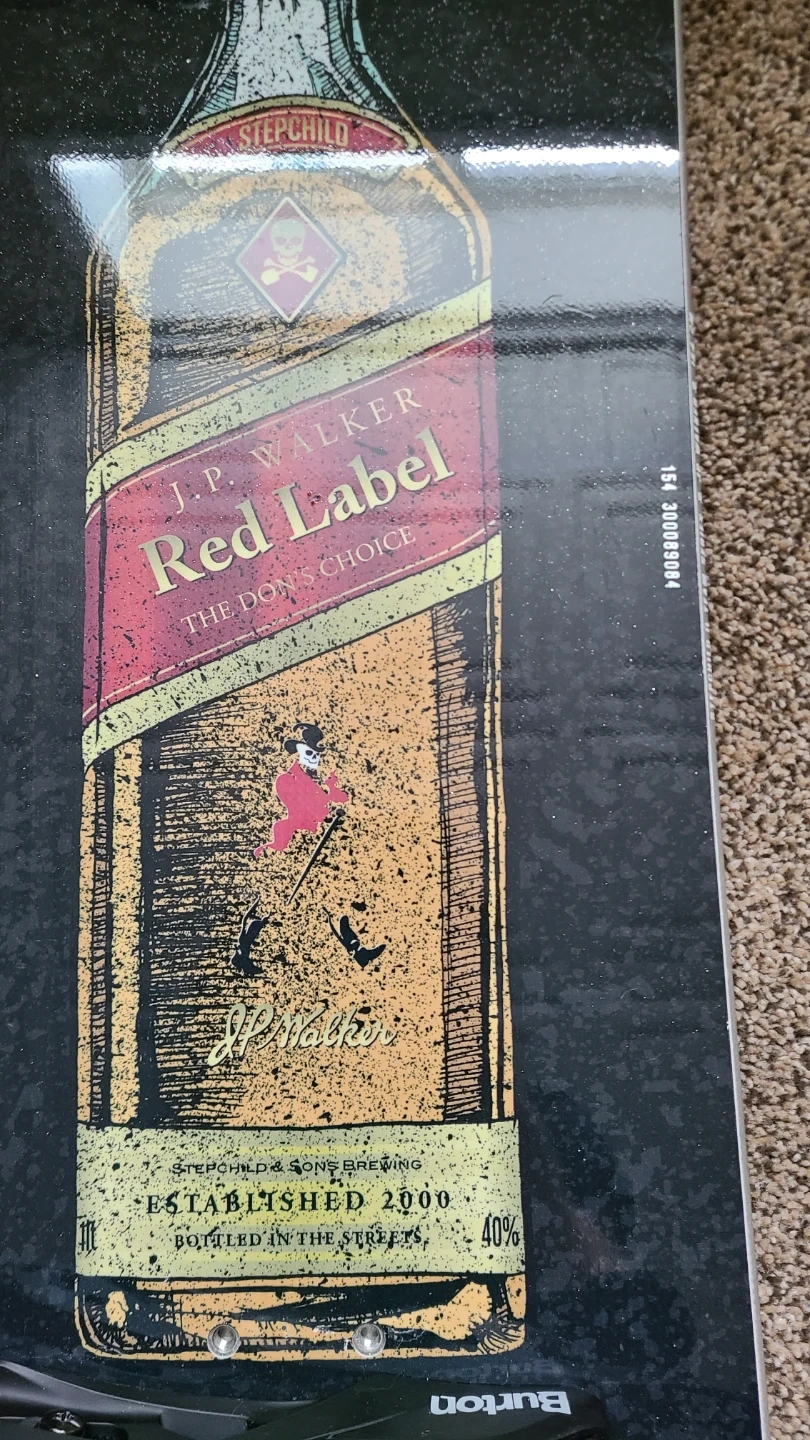 STEPCHILD
J.P. WALKER
Red Label
THE DON'S CHOICE
154 300089084
JP Walker
STEPCHILD & SONS BREWING
ESTABLISHED 2000
BOTTLED IN THE STREETS
40%
Burton